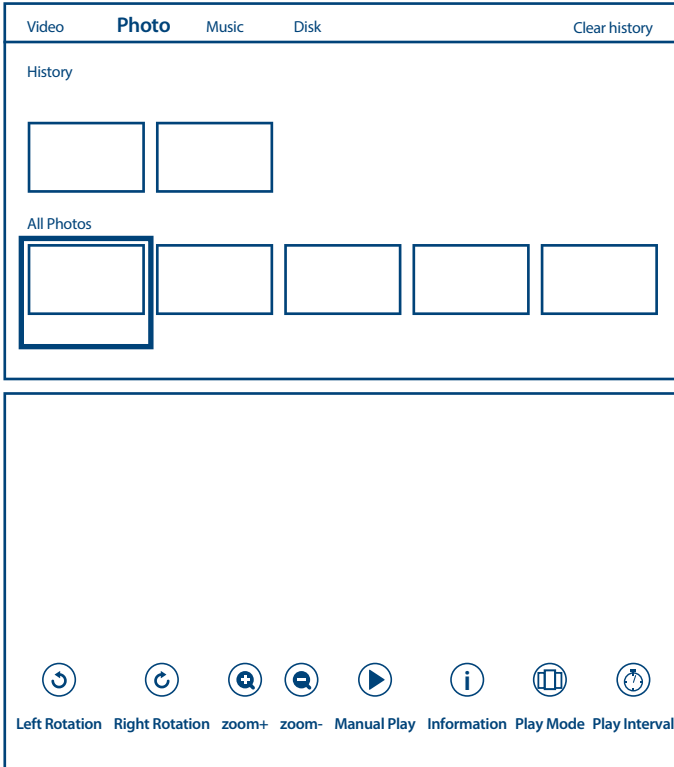 Video Photo Music Disk Clear history
History
All Photos
Left Rotation Right Rotation zoom+ zoom- Manual Play Information Play Mode Play Interval